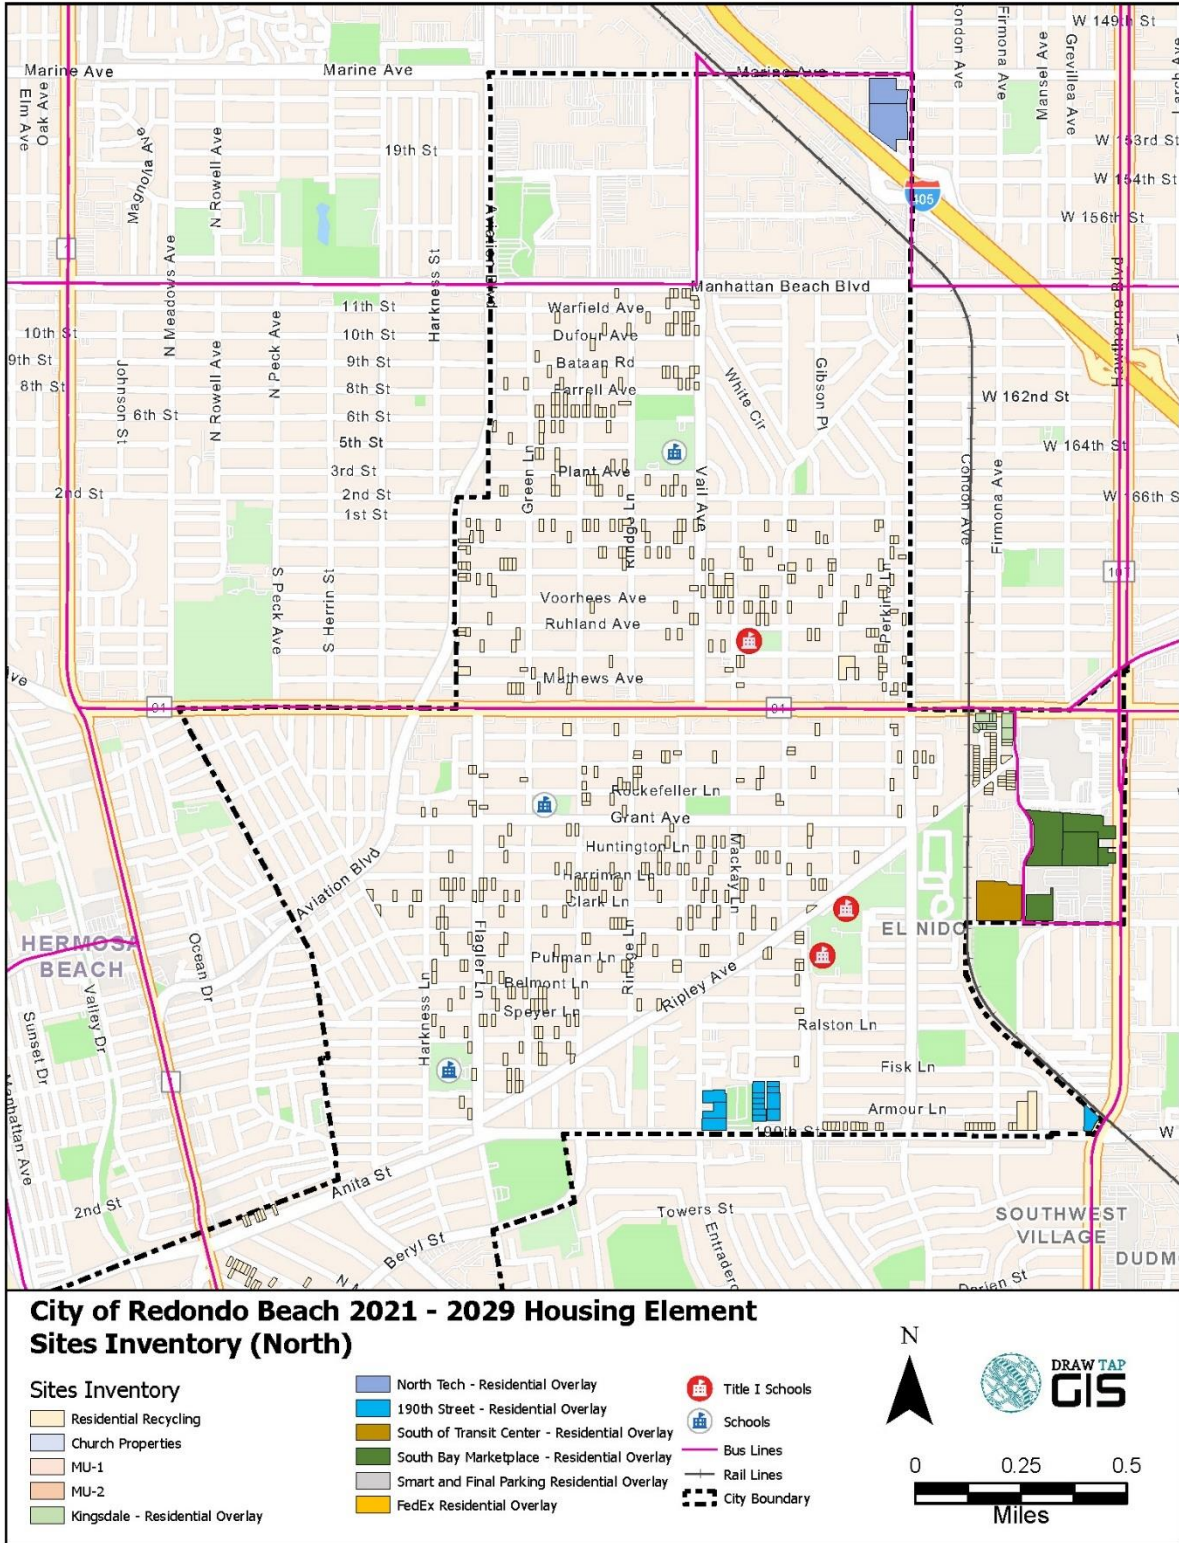 W 149th St
Marine Ave
Marine Ave
Marine Ave
Elm Ave
Oak Ave
Magnolia Ave
N Rowell Ave
19th St
Firmona Ave
Mansel Ave
Grevillea Ave
W 153rd St
W 154th St
W 156th St
405
1
N Meadows Ave
Harkness St
Aviation Blvd
Manhattan Beach Blvd
Hawthorne Blvd
11th St
Warfield Ave
10th St
10th St
Dufour Ave
9th St
9th St
Bataan Rd
8th St
8th St
Farrell Ave
Johnson St
N Rowell Ave
N Peck Ave
6th St
6th St
White Cir
Gibson Pl
W 162nd St
5th St
W 164th St
3rd St
Green Ln
Plant Ave
Vail Ave
2nd St
2nd St
1st St
Rindge Ln
Condon Ave
Firmona Ave
W 166th S
107
S Peck Ave
S Herrin St
Voorhees Ave
Ruhland Ave
Perkins Ln
Mathews Ave
91
91
Rockefeller Ln
Grant Ave
Huntington Ln
Mackay Ln
Harriman Ln
Clark Ln
Aviation Blvd
HERMOSA
BEACH
Ocean Dr
Flagler Ln
Rindge Ln
EL NIDO
Pullman Ln
Belmont Ln
Ripley Ave
Speyer Ln
Ralston Ln
Harkness Ln
Valley Dr
Sunset Dr
Manhattan Ave
Fisk Ln
Armour Ln
190th St
W
Anita St
2nd St
Towers St
Beryl St
Entradero
SOUTHWEST
VILLAGE
DUDM
Darien St
City of Redondo Beach 2021 - 2029 Housing Element
Sites Inventory (North)
Sites Inventory
Residential Recycling
Church Properties
MU-1
MU-2
Kingsdale - Residential Overlay
North Tech - Residential Overlay
190th Street - Residential Overlay
South of Transit Center - Residential Overlay
South Bay Marketplace - Residential Overlay
Smart and Final Parking Residential Overlay
FedEx Residential Overlay
Title I Schools
Schools
Bus Lines
Rail Lines
City Boundary
N
DRAW TAP
GIS
0 0.25 0.5
Miles